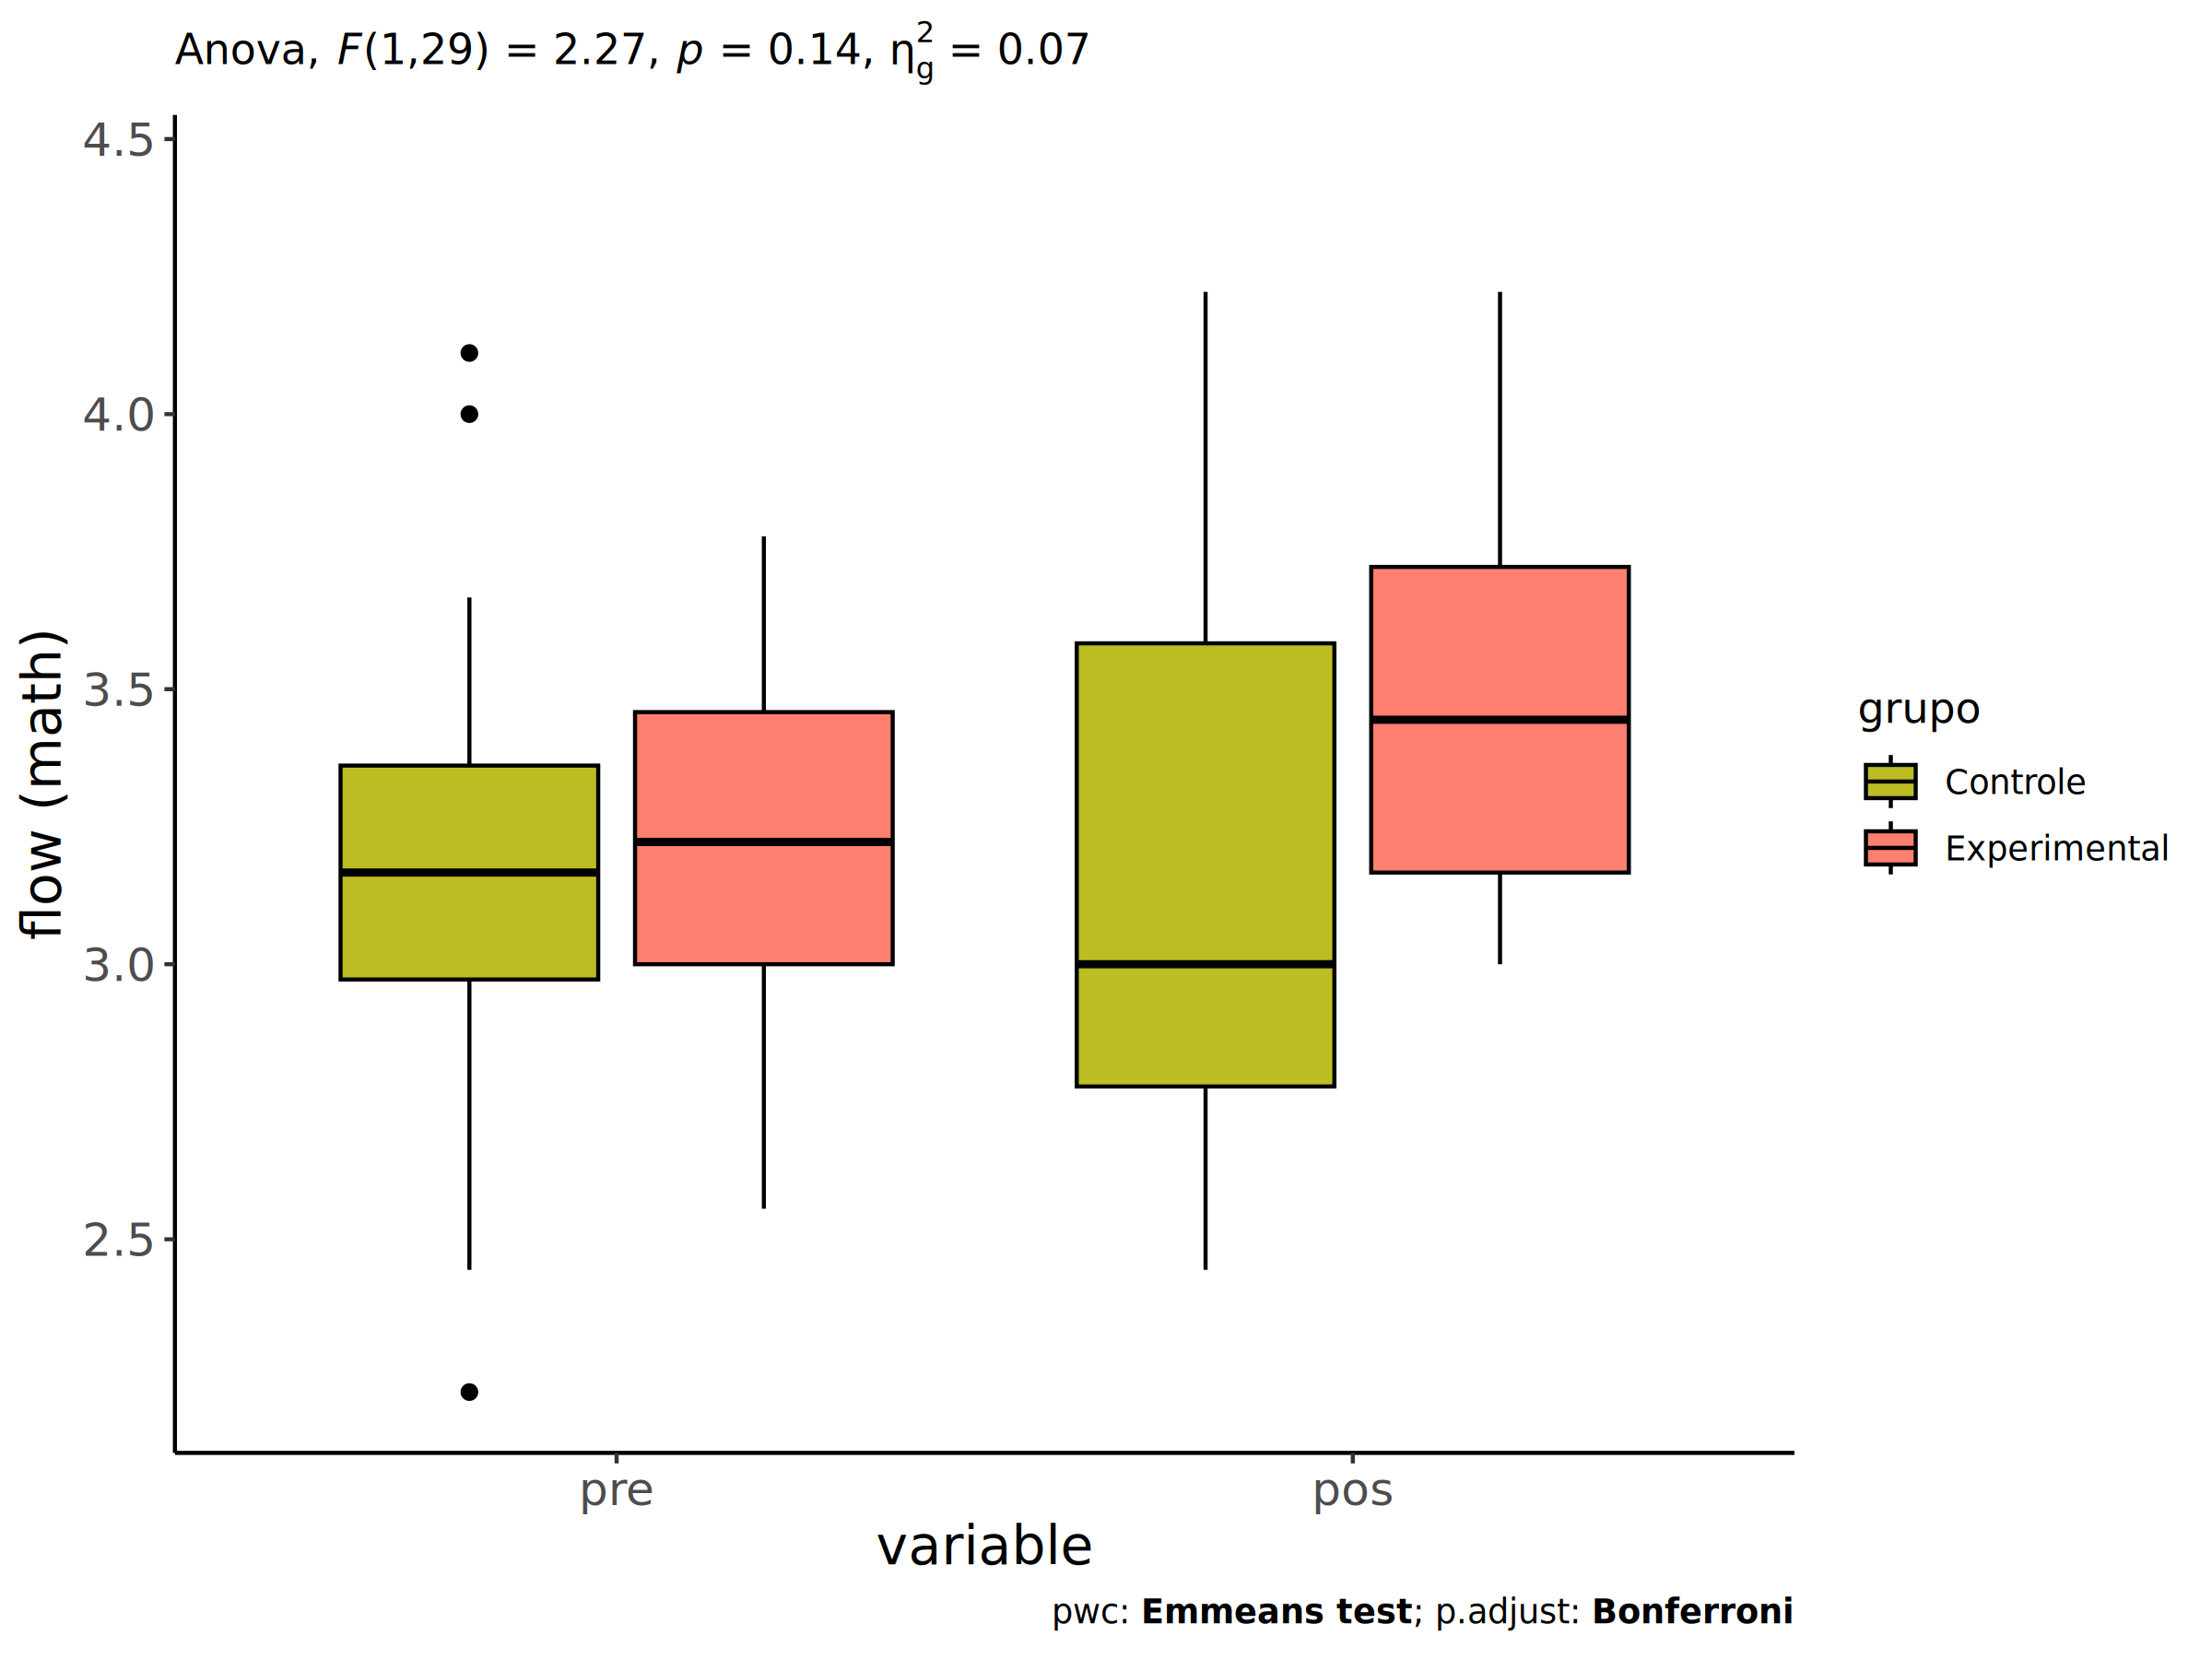 Anova, F(1,29) = 2.27, p = 0.14, η²g = 0.07
4.5
4.0
3.5
3.0
2.5
flow (math)
pre pos
variable
grupo
Controle
Experimental
pwc: Emmeans test; p.adjust: Bonferroni